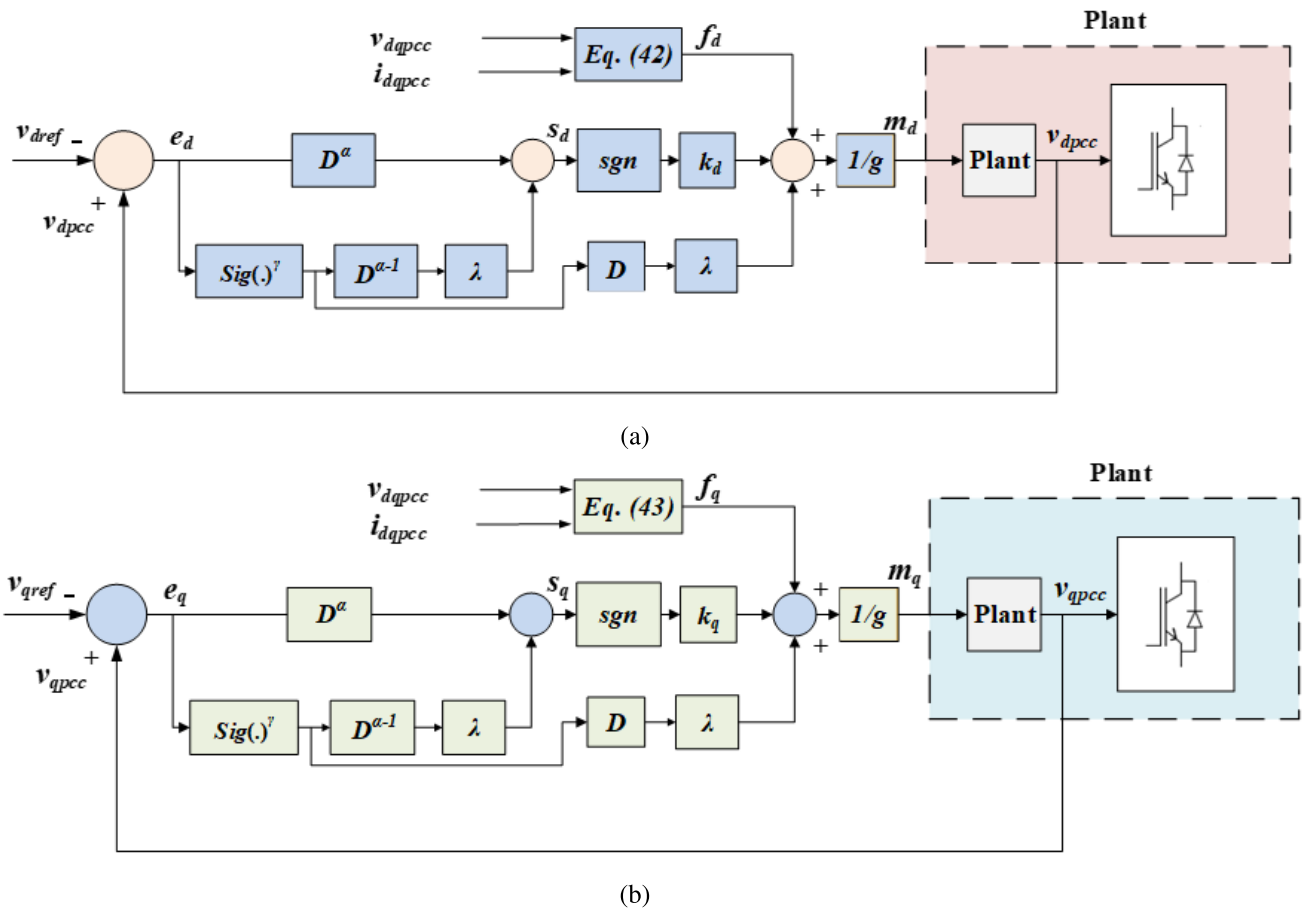 Plant
v_dqpcc
i_dqpcc
Eq. (42)
f_d
v_dref
-
e_d
D^α
s_d
sgn
k_d
+
+
1/g
m_d
Plant
v_dpcc
v_dpcc
+
Sig(.)^γ
D^α-1
λ
D
λ
(a)
Plant
v_dqpcc
i_dqpcc
Eq. (43)
f_q
v_qref
-
e_q
D^α
s_q
sgn
k_q
+
+
1/g
m_q
Plant
v_qpcc
v_qpcc
+
Sig(.)^γ
D^α-1
λ
D
λ
(b)